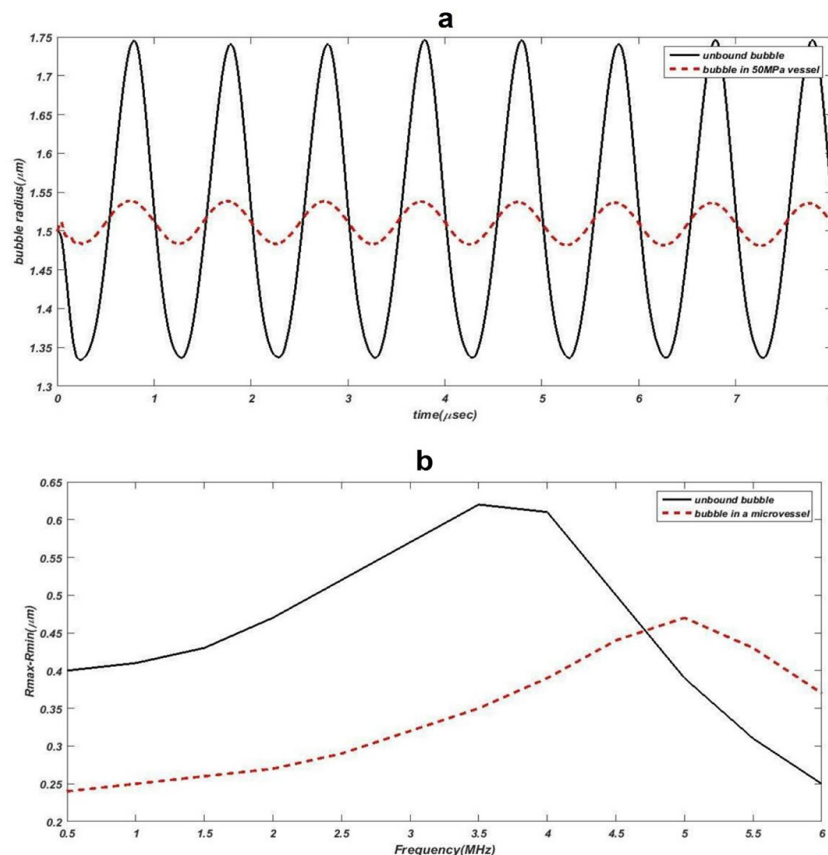 a
1.75
1.7
1.65
1.6
1.55
1.5
1.45
1.4
1.35
1.3
bubble radius(μm)
unbound bubble
bubble in 50MPa vessel
0 1 2 3 4 5 6 7
time(μsec)
b
0.65
0.6
0.55
0.5
0.45
0.4
0.35
0.3
0.25
0.2
Rmax-Rmin(μm)
unbound bubble
bubble in a microvessel
0.5 1 1.5 2 2.5 3 3.5 4 4.5 5 5.5 6
Frequency(MHz)